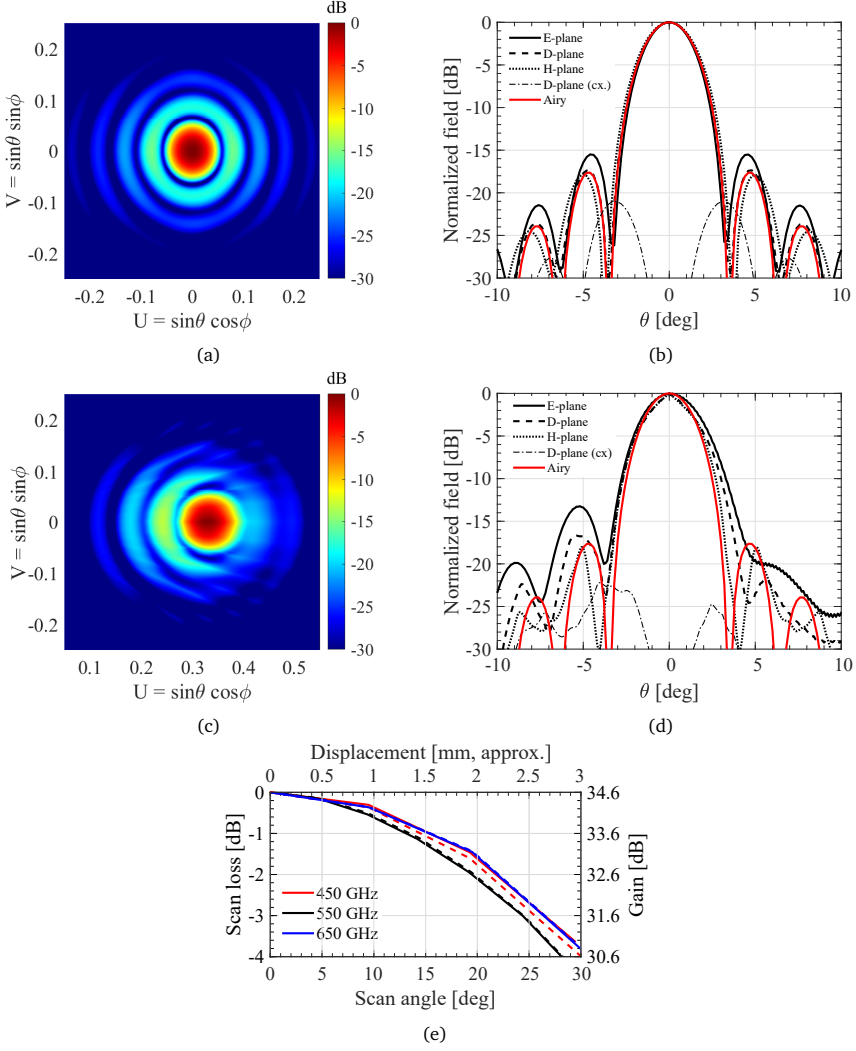 dB
0.2
0.1
0
-0.1
-0.2
V = sinθ sinϕ
-0.2 -0.1 0 0.1 0.2
U = sinθ cosϕ
0
-5
-10
-15
-20
-25
-30
(a)
0
-5
-10
-15
-20
-25
-30
Normalized field [dB]
E-plane
D-plane
H-plane
D-plane (cx.)
Airy
-10 -5 0 5 10
θ [deg]
(b)
dB
0.2
0.1
0
-0.1
-0.2
V = sinθ sinϕ
0.1 0.2 0.3 0.4 0.5
U = sinθ cosϕ
0
-5
-10
-15
-20
-25
-30
(c)
0
-5
-10
-15
-20
-25
-30
Normalized field [dB]
E-plane
D-plane
H-plane
D-plane (cx)
Airy
-10 -5 0 5 10
θ [deg]
(d)
Displacement [mm, approx.]
0 0.5 1 1.5 2 2.5 3
0
-1
-2
-3
-4
Scan loss [dB]
450 GHz
550 GHz
650 GHz
34.6
33.6
32.6
31.6
30.6
Gain [dB]
0 5 10 15 20 25 30
Scan angle [deg]
(e)